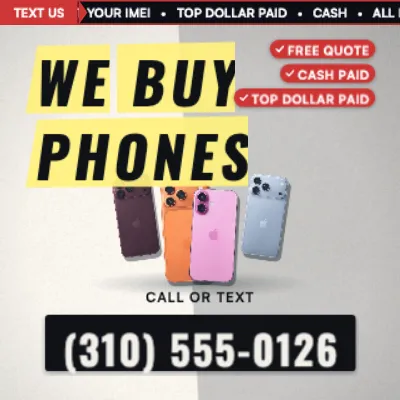 TEXT US YOUR IMEI • TOP DOLLAR PAID • CASH • ALL
WE BUY
PHONES
FREE QUOTE
CASH PAID
TOP DOLLAR PAID
CALL OR TEXT
(310) 555-0126